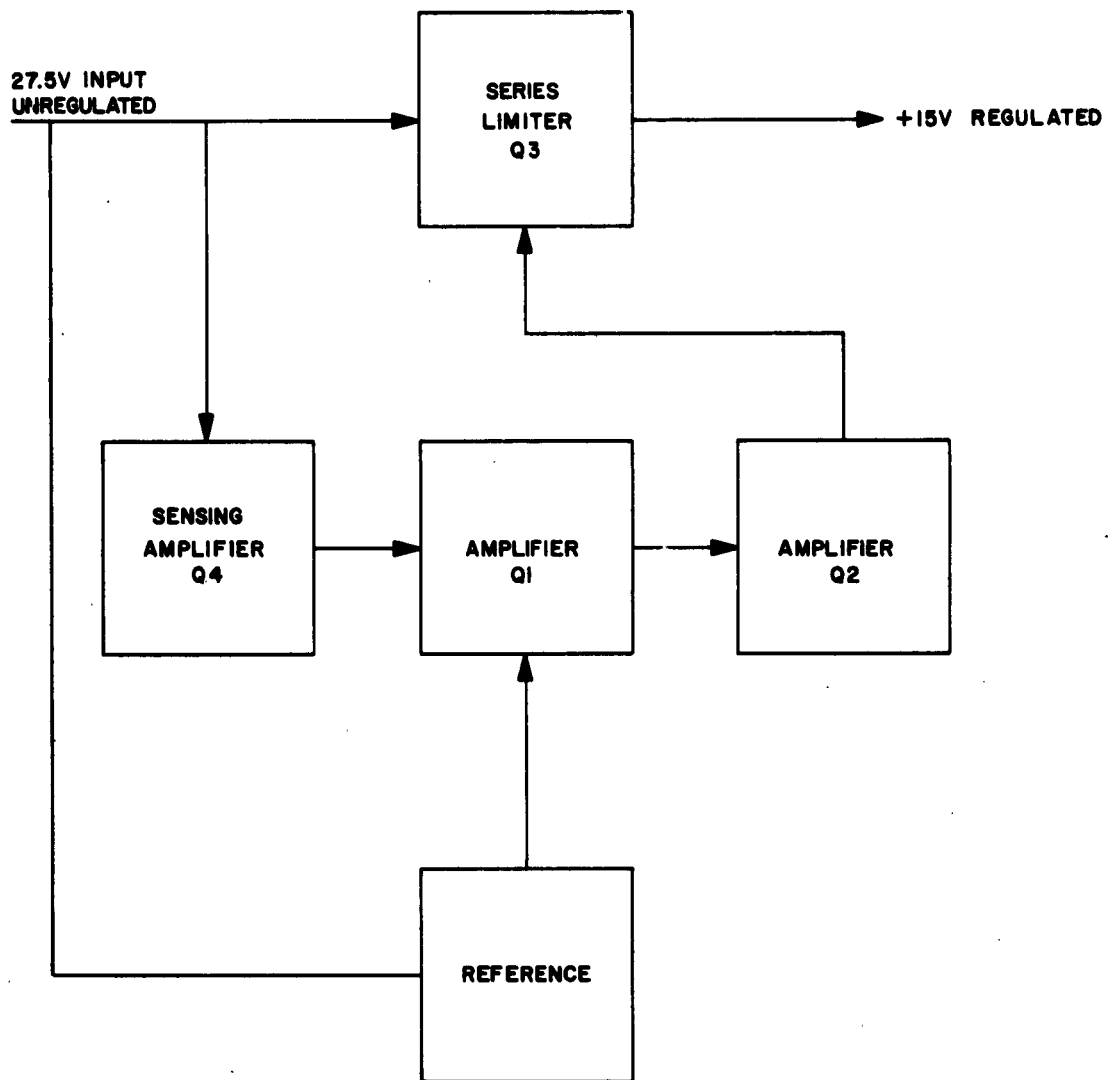 27.5V INPUT
UNREGULATED
SERIES
LIMITER
Q3
+15V REGULATED
SENSING
AMPLIFIER
Q4
AMPLIFIER
Q1
AMPLIFIER
Q2
REFERENCE